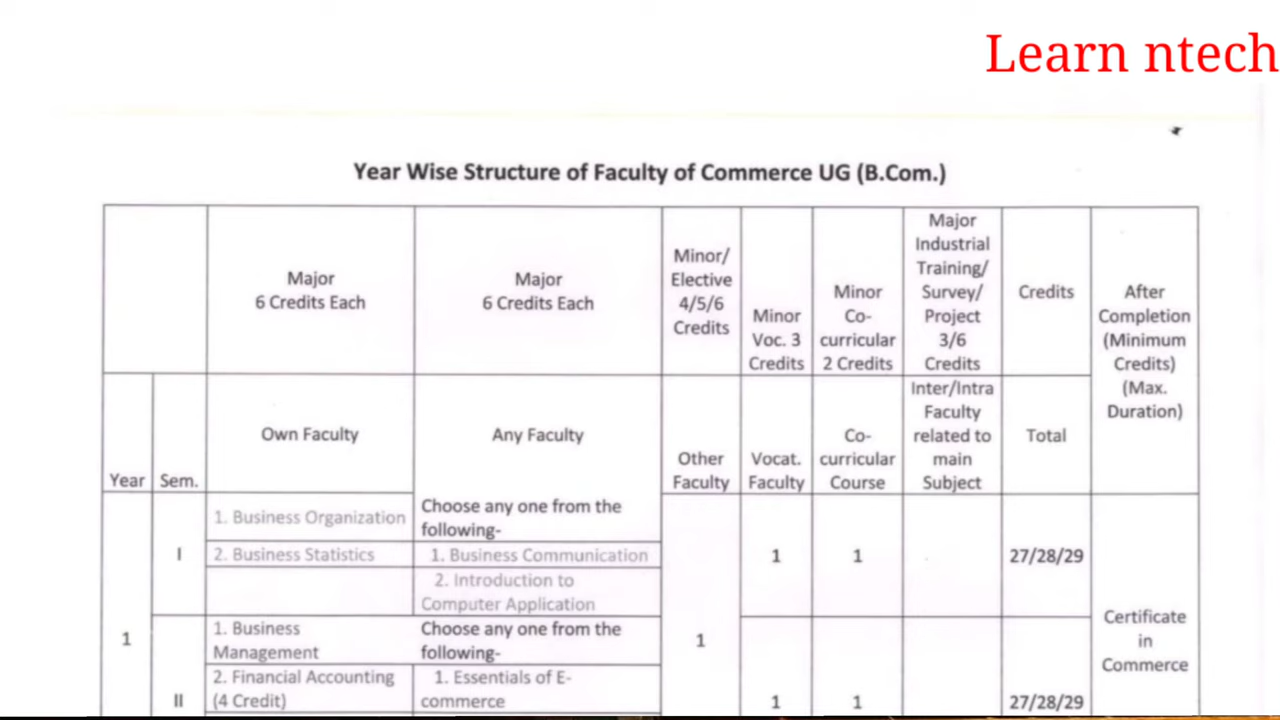 Learn ntech
Year Wise Structure of Faculty of Commerce UG (B.Com.)
Major
6 Credits Each
Major
6 Credits Each
Minor/
Elective
4/5/6
Credits
Minor
Voc. 3
Credits
Minor
Co-
curricular
2 Credits
Major
Industrial
Training/
Survey/
Project
3/6
Credits
Credits
After
Completion
(Minimum
Credits)
(Max.
Duration)
Year
Sem.
Own Faculty
Any Faculty
Other
Faculty
Vocat.
Faculty
Co-
curricular
Course
Inter/Intra
Faculty
related to
main
Subject
Total
1
I
1. Business Organization
2. Business Statistics
Choose any one from the
following-
1. Business Communication
2. Introduction to
Computer Application
1
1
1
27/28/29
Certificate
in
Commerce
II
1. Business
Management
2. Financial Accounting
(4 Credit)
Choose any one from the
following-
1. Essentials of E-
commerce
1
1
27/28/29